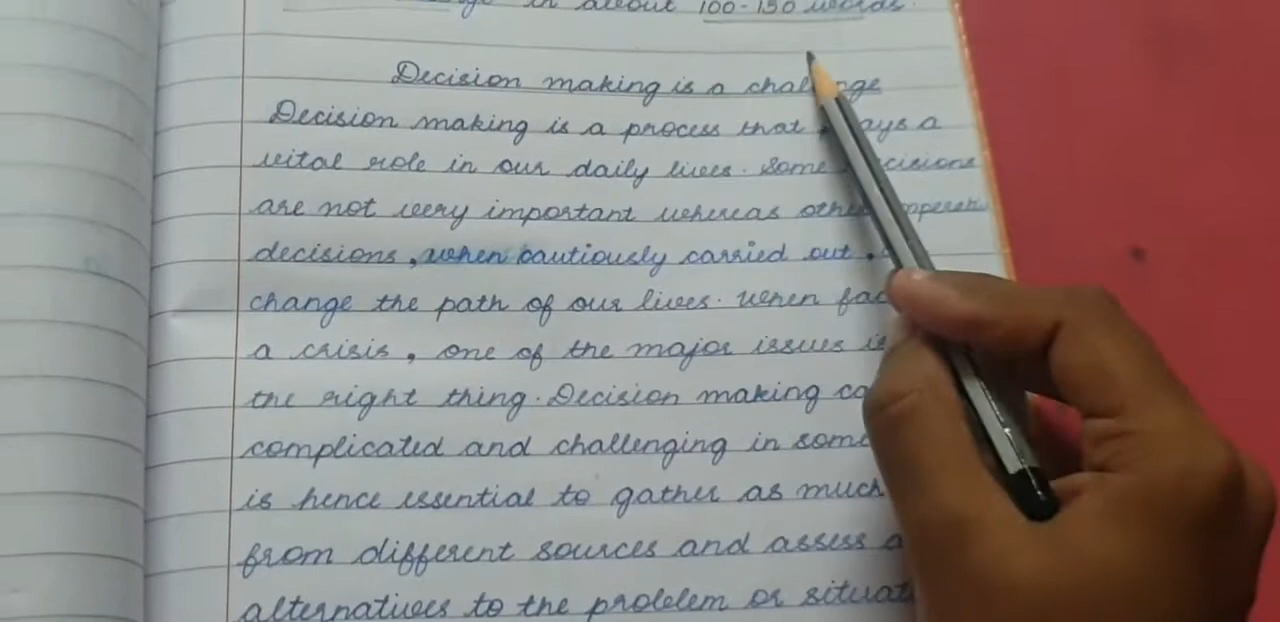 in about 100-150 words.
Decision making is a challenge
Decision making is a process that plays a
vital role in our daily lives. Some decisions
are not very important whereas other
decisions, when cautiously carried out,
change the path of our lives. When
a crisis, one of the major issues is
the right thing. Decision making
complicated and challenging in some
is hence essential to gather as much
from different sources and assess
alternatives to the problem or